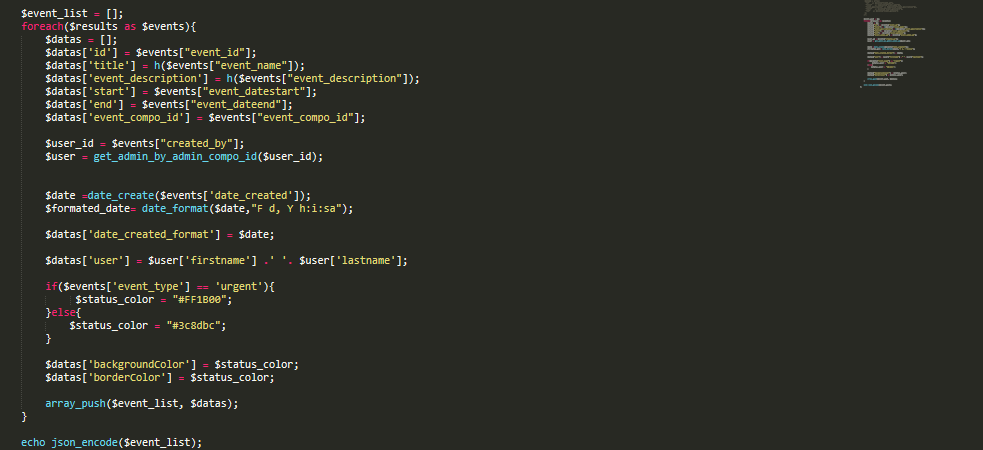 $event_list = [];
foreach($results as $events){
$datas = [];
$datas['id'] = $events["event_id"];
$datas['title'] = h($events["event_name"]);
$datas['event_description'] = h($events["event_description"]);
$datas['start'] = $events["event_datestart"];
$datas['end'] = $events["event_dateend"];
$datas['event_compo_id'] = $events["event_compo_id"];
$user_id = $events["created_by"];
$user = get_admin_by_admin_compo_id($user_id);
$date =date_create($events['date_created']);
$formated_date= date_format($date,"F d, Y h:i:sa");
$datas['date_created_format'] = $date;
$datas['user'] = $user['firstname'] .' '. $user['lastname'];
if($events['event_type'] == 'urgent'){
$status_color = "#FF1B00";
}else{
$status_color = "#3c8dbc";
}
$datas['backgroundColor'] = $status_color;
$datas['borderColor'] = $status_color;
array_push($event_list, $datas);
}
echo json_encode($event_list);